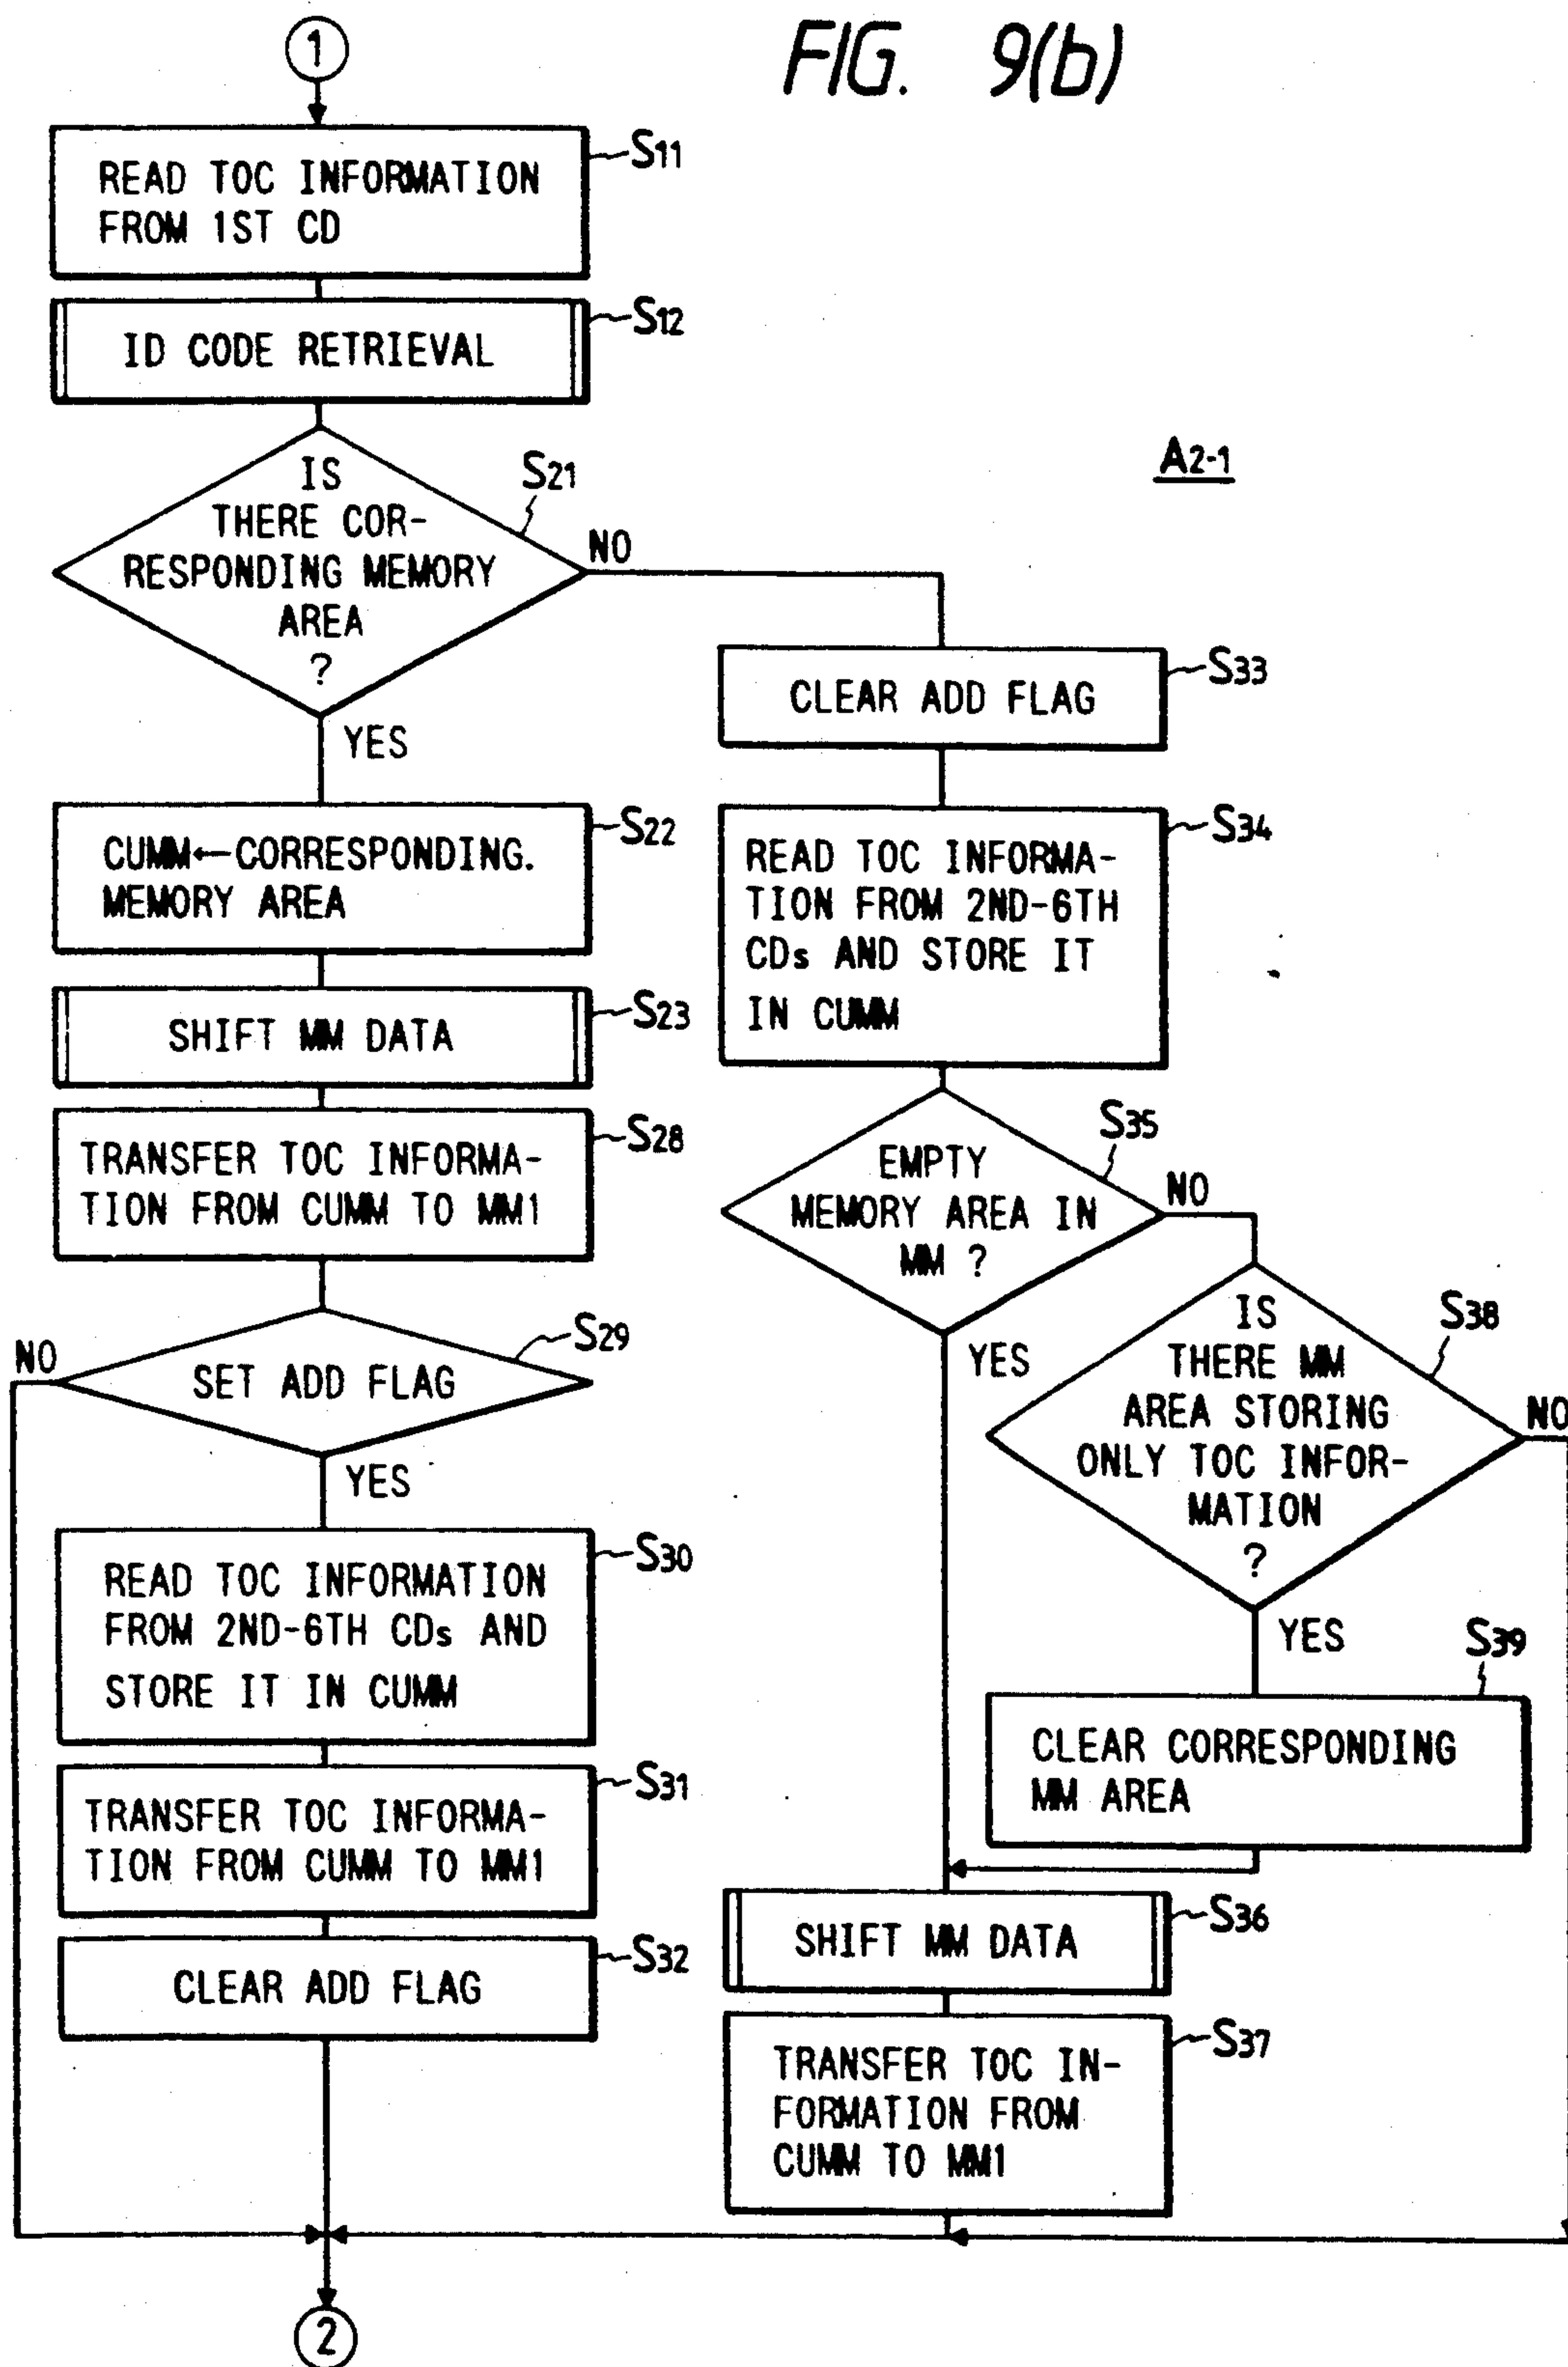 FIG. 9(b)
1
READ TOC INFORMATION
FROM 1ST CD
S11
ID CODE RETRIEVAL
S12
IS
THERE COR-
RESPONDING MEMORY
AREA
?
S21
NO
YES
A2-1
CUMM←CORRESPONDING.
MEMORY AREA
S22
SHIFT MM DATA
S23
TRANSFER TOC INFORMA-
TION FROM CUMM TO MM1
S28
SET ADD FLAG
S29
NO
YES
READ TOC INFORMATION
FROM 2ND-6TH CDs AND
STORE IT IN CUMM
S30
TRANSFER TOC INFORMA-
TION FROM CUMM TO MM1
S31
CLEAR ADD FLAG
S32
CLEAR ADD FLAG
S33
READ TOC INFORMA-
TION FROM 2ND-6TH
CDs AND STORE IT
IN CUMM
S34
EMPTY
MEMORY AREA IN
MM ?
S35
NO
YES
IS
THERE MM
AREA STORING
ONLY TOC INFOR-
MATION
?
S38
NO
YES
CLEAR CORRESPONDING
MM AREA
S39
SHIFT MM DATA
S36
TRANSFER TOC IN-
FORMATION FROM
CUMM TO MM1
S37
2